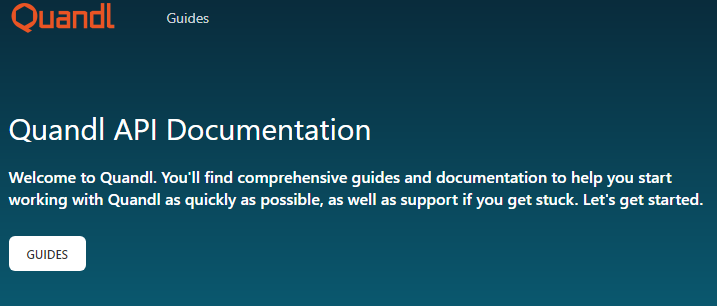 Quandl
Guides
Quandl API Documentation
Welcome to Quandl. You'll find comprehensive guides and documentation to help you start
working with Quandl as quickly as possible, as well as support if you get stuck. Let's get started.
GUIDES